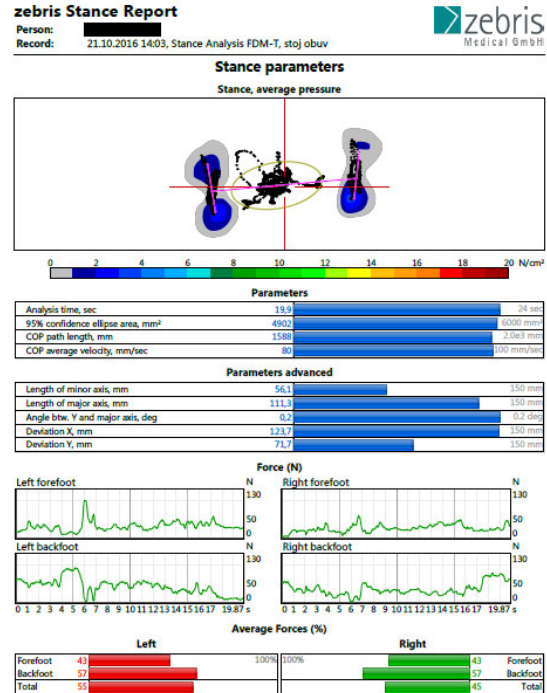 zebris Stance Report
zebris
Medical GmbH
Person:
Record: 21.10.2016 14:03, Stance Analysis FDM-T, stoj obuv
Stance parameters
Stance, average pressure
0 2 4 6 8 10 12 14 16 18 20 N/cm²
Parameters
Analysis time, sec 19,9 24 sec
95% confidence ellipse area, mm² 4902 6000 mm²
COP path length, mm 1588 2.0e3 mm
COP average velocity, mm/sec 80 100 mm/sec
Parameters advanced
Length of minor axis, mm 56,1 150 mm
Length of major axis, mm 111,3 150 mm
Angle btw. Y and major axis, deg 0,2 0.2 deg
Deviation X, mm 123,7 150 mm
Deviation Y, mm 71,7 150 mm
Force (N)
Left forefoot N Right forefoot N
130 130
50 50
Left backfoot N Right backfoot N
130 130
50 50
0 1 2 3 4 5 6 7 8 9 10 11 12 13 14 15 16 17 19.87 s 0 1 2 3 4 5 6 7 8 9 10 11 12 13 14 15 16 17 19.87 s
Average Forces (%)
Left Right
Forefoot 43 100% 100% 43 Forefoot
Backfoot 57 57 Backfoot
Total 55 45 Total